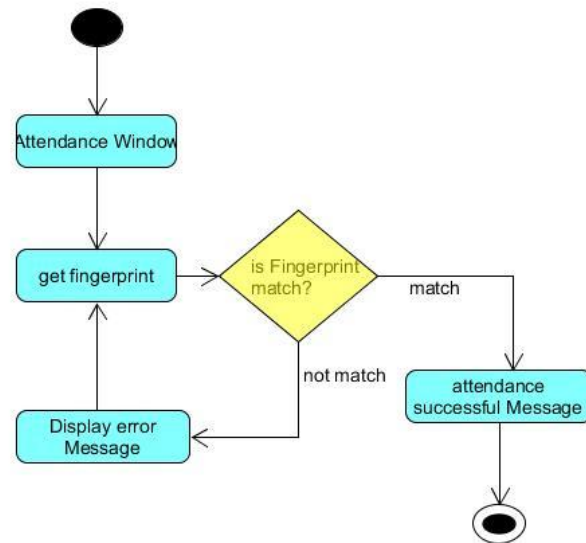 Attendance Window
get fingerprint
is Fingerprint
match?
match
not match
attendance
successful Message
Display error
Message